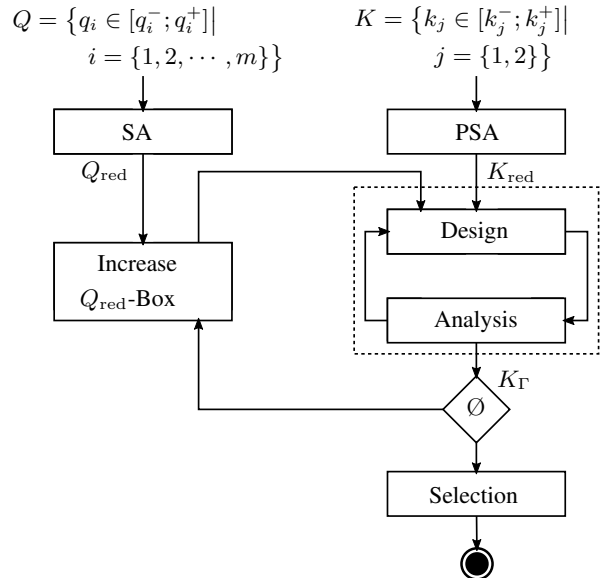 Q = {q_i ∈ [q_i^−; q_i^+]|
i = {1, 2, ⋯ , m}}
K = {k_j ∈ [k_j^−; k_j^+]|
j = {1, 2}}
SA
PSA
Q_red
K_red
Design
Increase
Q_red-Box
Analysis
K_Γ
Ø
Selection